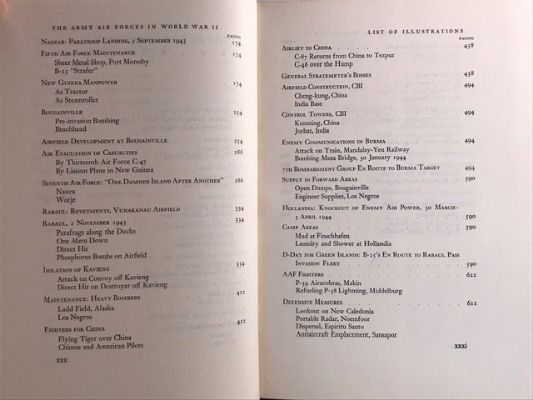 THE ARMY AIR FORCES IN WORLD WAR II
FACING
NADZAB: PARATROOP LANDING, 5 SEPTEMBER 1943 174
FIFTH AIR FORCE MAINTENANCE 174
Sheet Metal Shop, Port Moresby
B-25 "Strafer"
NEW GUINEA MANPOWER 174
As Tractor
As Steamroller
BOUGAINVILLE 254
Pre-invasion Bombing
Beachhead
AIRFIELD DEVELOPMENT AT BOUGAINVILLE 254
AIR EVACUATION OF CASUALTIES 286
By Thirteenth Air Force C-47
By Liaison Plane in New Guinea
SEVENTH AIR FORCE: "ONE DAMNED ISLAND AFTER ANOTHER" 286
Nauru
Wotje
RABAUL: REVETMENTS, VUNAKANAU AIRFIELD 334
RABAUL, 2 NOVEMBER 1943 334
Parafrags along the Docks
One Maru Down
Direct Hit
Phosphorus Bombs on Airfield
ISOLATION OF KAVIENG 334
Attack on Convoy off Kavieng
Direct Hit on Destroyer off Kavieng
MAINTENANCE: HEAVY BOMBERS 422
Ladd Field, Alaska
Los Negros
FIGHTERS FOR CHINA 422
Flying Tiger over China
Chinese and American Pilots
xxx
LIST OF ILLUSTRATIONS
FACING
AIRLIFT TO CHINA 438
C-87 Returns from China to Tezpur
C-46 over the Hump
GENERAL STRATEMEYER'S BOSSES 438
AIRFIELD CONSTRUCTION, CBI 494
Cheng-kung, China
India Base
CONTROL TOWERS, CBI 494
Kunming, China
Jorhat, India
ENEMY COMMUNICATIONS IN BURMA 494
Attack on Train, Mandalay-Yeu Railway
Bombing Meza Bridge, 30 January 1944
7TH BOMBARDMENT GROUP EN ROUTE TO BURMA TARGET 494
SUPPLY IN FORWARD AREAS 590
Open Dumps, Bougainville
Engineer Supplies, Los Negros
HOLLANDIA: KNOCKOUT OF ENEMY AIR POWER, 30 MARCH-
3 APRIL 1944 590
CAMP AREAS 590
Mud at Finschhafen
Laundry and Shower at Hollandia
D-DAY FOR GREEN ISLANDS: B-25'S EN ROUTE TO RABAUL PASS
INVASION FLEET 590
AAF FIGHTERS 622
P-39 Airacobras, Makin
Refueling P-38 Lightning, Middelburg
DEFENSIVE MEASURES 622
Lookout on New Caledonia
Portable Radar, Noemfoor
Dispersal, Espiritu Santo
Antiaircraft Emplacement, Sansapor
xxxi